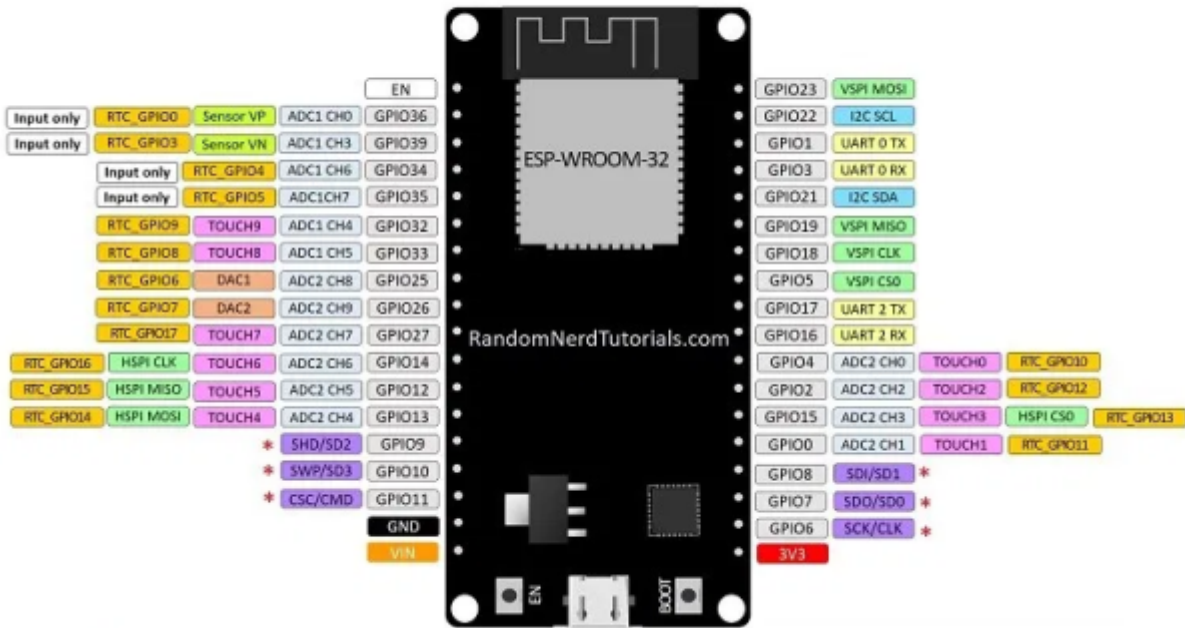 EN
Input only RTC_GPIO0 Sensor VP ADC1 CH0 GPIO36
Input only RTC_GPIO3 Sensor VN ADC1 CH3 GPIO39
Input only RTC_GPIO4 ADC1 CH6 GPIO34
Input only RTC_GPIO5 ADC1CH7 GPIO35
RTC_GPIO9 TOUCH9 ADC1 CH4 GPIO32
RTC_GPIO8 TOUCH8 ADC1 CH5 GPIO33
RTC_GPIO6 DAC1 ADC2 CH8 GPIO25
RTC_GPIO7 DAC2 ADC2 CH9 GPIO26
RTC_GPIO17 TOUCH7 ADC2 CH7 GPIO27
RTC_GPIO16 HSPI CLK TOUCH6 ADC2 CH6 GPIO14
RTC_GPIO15 HSPI MISO TOUCH5 ADC2 CH5 GPIO12
RTC_GPIO14 HSPI MOSI TOUCH4 ADC2 CH4 GPIO13
* SHD/SD2 GPIO9
* SWP/SD3 GPIO10
* CSC/CMD GPIO11
GND
VIN
ESP-WROOM-32
RandomNerdTutorials.com
EN
BOOT
GPIO23 VSPI MOSI
GPIO22 I2C SCL
GPIO1 UART 0 TX
GPIO3 UART 0 RX
GPIO21 I2C SDA
GPIO19 VSPI MISO
GPIO18 VSPI CLK
GPIO5 VSPI CS0
GPIO17 UART 2 TX
GPIO16 UART 2 RX
GPIO4 ADC2 CH0 TOUCH0 RTC_GPIO10
GPIO2 ADC2 CH2 TOUCH2 RTC_GPIO12
GPIO15 ADC2 CH3 TOUCH3 HSPI CS0 RTC_GPIO13
GPIO0 ADC2 CH1 TOUCH1 RTC_GPIO11
GPIO8 SDI/SD1 *
GPIO7 SDO/SD0 *
GPIO6 SCK/CLK *
3V3